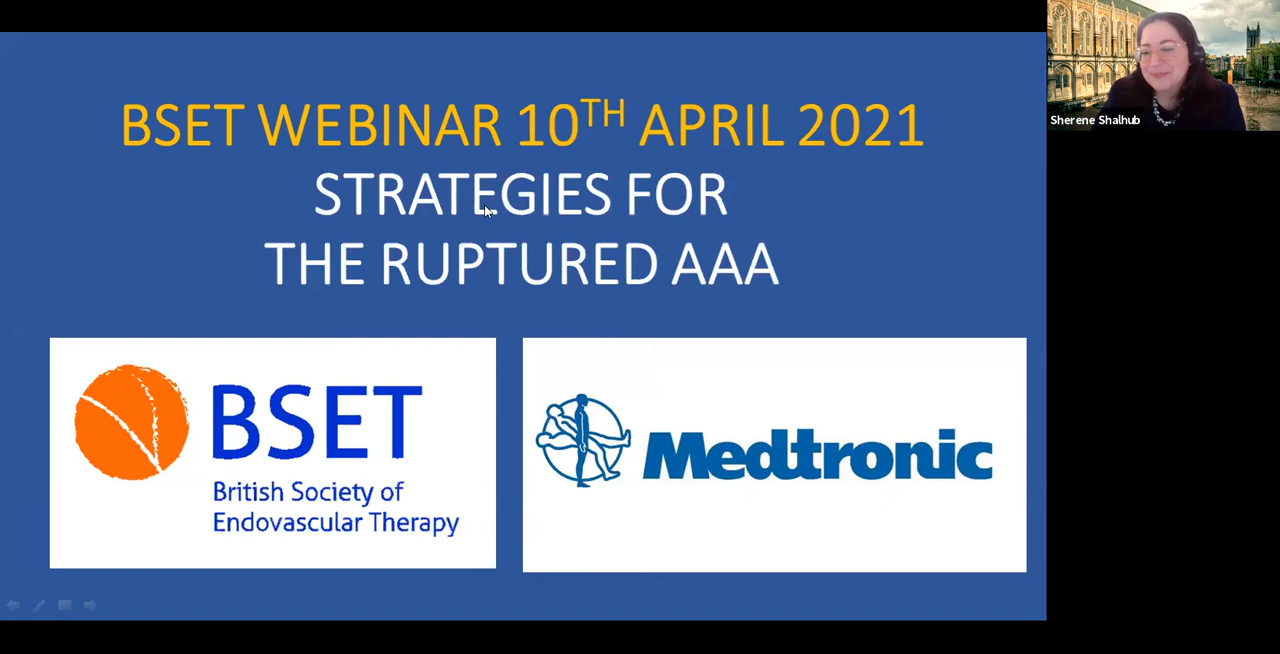 BSET WEBINAR 10TH APRIL 2021
STRATEGIES FOR
THE RUPTURED AAA
BSET
British Society of
Endovascular Therapy
Medtronic
Sherene Shalhub